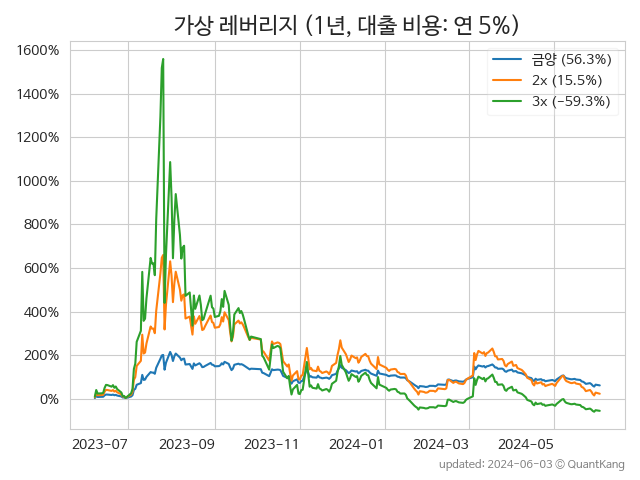 가상 레버리지 (1년, 대출 비용: 연 5%)
1600%
1400%
1200%
1000%
800%
600%
400%
200%
0%
금양 (56.3%)
2x (15.5%)
3x (-59.3%)
2023-07 2023-09 2023-11 2024-01 2024-03 2024-05
updated: 2024-06-03 © QuantKang